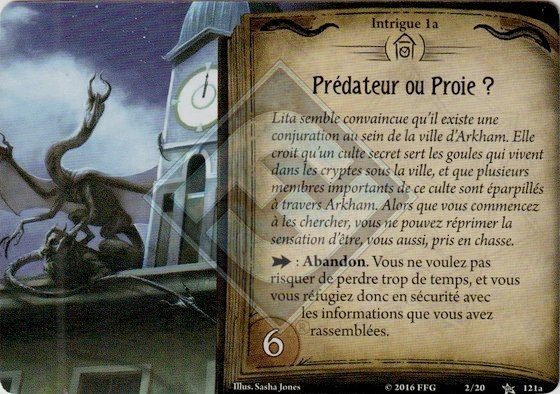 Intrigue 1a
Prédateur ou Proie ?
Lita semble convaincue qu'il existe une
conjuration au sein de la ville d'Arkham. Elle
croit qu'un culte secret sert les goules qui vivent
dans les cryptes sous la ville, et que plusieurs
membres importants de ce culte sont éparpillés
à travers Arkham. Alors que vous commencez
à les chercher, vous ne pouvez réprimer la
sensation d'être, vous aussi, pris en chasse.
: Abandon. Vous ne voulez pas
risquer de perdre trop de temps, et vous
vous réfugiez donc en sécurité avec
les informations que vous avez
rassemblées.
6
Illus. Sasha Jones © 2016 FFG 2/20 121a